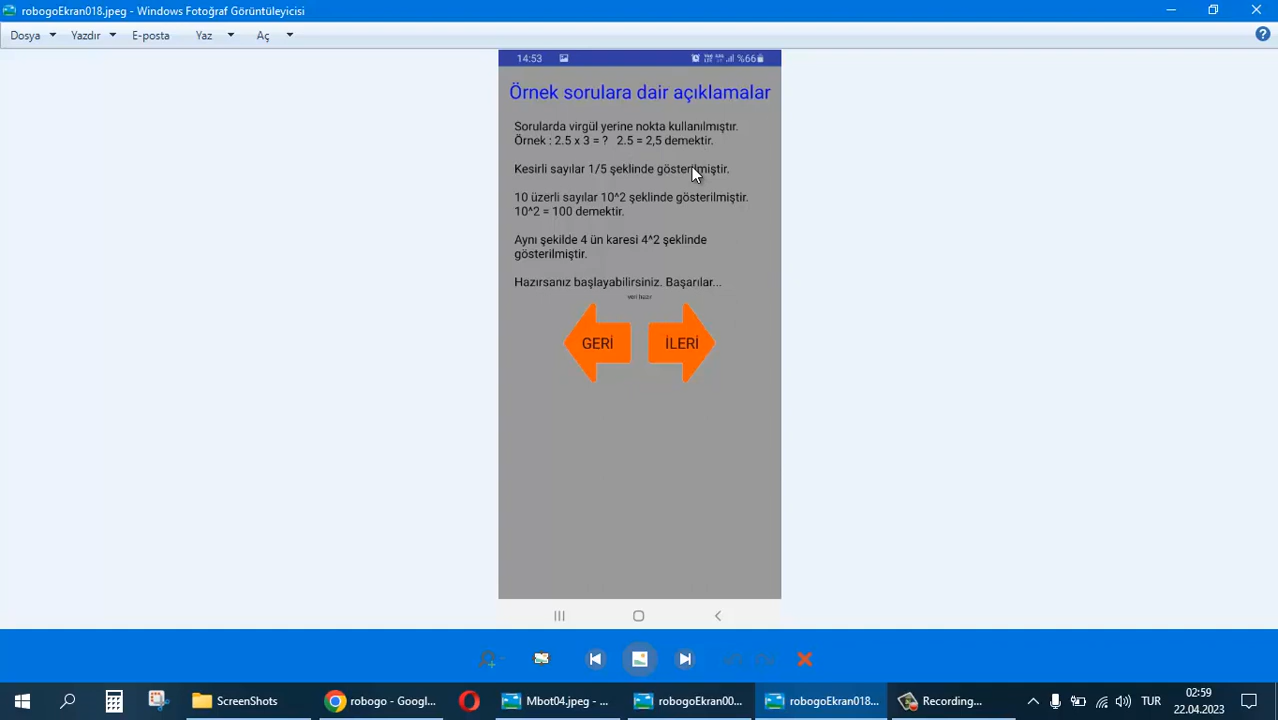 robogoEkran018.jpeg - Windows Fotoğraf Görüntüleyicisi
Dosya Yazdır E-posta Yaz Aç
14:53 %66
Örnek sorulara dair açıklamalar
Sorularda virgül yerine nokta kullanılmıştır.
Örnek : 2.5 x 3 = ? 2.5 = 2,5 demektir.
Kesirli sayılar 1/5 şeklinde gösterilmiştir.
10 üzerli sayılar 10^2 şeklinde gösterilmiştir.
10^2 = 100 demektir.
Aynı şekilde 4 ün karesi 4^2 şeklinde
gösterilmiştir.
Hazırsanız başlayabilirsiniz. Başarılar...
veri hazır
GERİ İLERİ
ScreenShots robogo - Googl... Mbot04.jpeg - ... robogoEkran00... robogoEkran018... Recording... TUR 02:59
22.04.2023